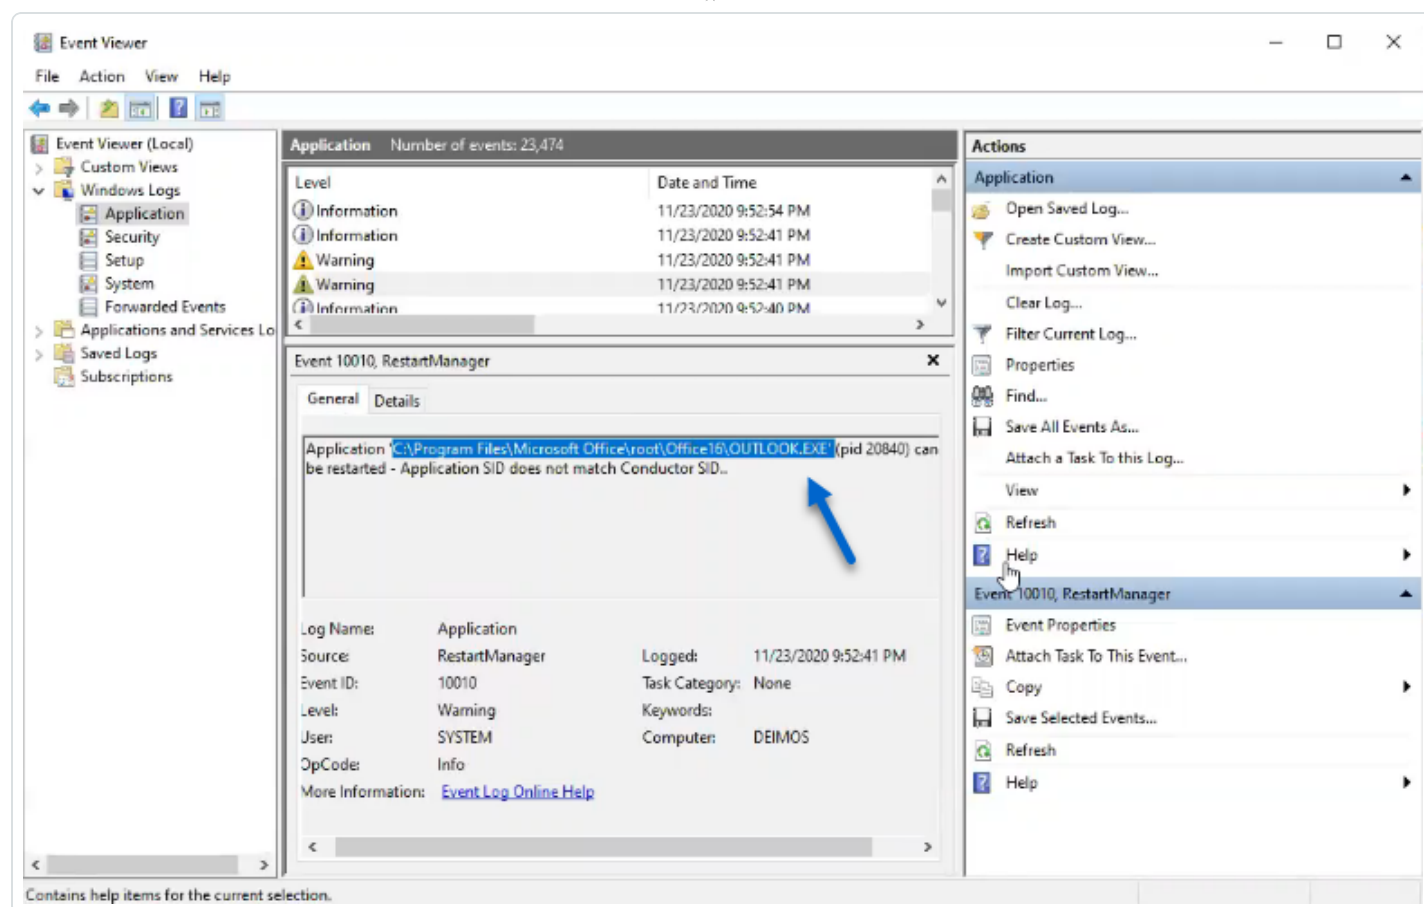 Event Viewer
File Action View Help
Event Viewer (Local)
Custom Views
Windows Logs
Application
Security
Setup
System
Forwarded Events
Applications and Services Lo
Saved Logs
Subscriptions
Application Number of events: 23,474
Level Date and Time
Information 11/23/2020 9:52:54 PM
Information 11/23/2020 9:52:41 PM
Warning 11/23/2020 9:52:41 PM
Warning 11/23/2020 9:52:41 PM
Information 11/23/2020 9:52:40 PM
Event 10010, RestartManager
General Details
Application 'C:\Program Files\Microsoft Office\root\Office16\OUTLOOK.EXE' (pid 20840) can
be restarted - Application SID does not match Conductor SID..
Log Name: Application
Source: RestartManager Logged: 11/23/2020 9:52:41 PM
Event ID: 10010 Task Category: None
Level: Warning Keywords:
User: SYSTEM Computer: DEIMOS
OpCode: Info
More Information: Event Log Online Help
Actions
Application
Open Saved Log...
Create Custom View...
Import Custom View...
Clear Log...
Filter Current Log...
Properties
Find...
Save All Events As...
Attach a Task To this Log...
View
Refresh
Help
Event 10010, RestartManager
Event Properties
Attach Task To This Event...
Copy
Save Selected Events...
Refresh
Help
Contains help items for the current selection.